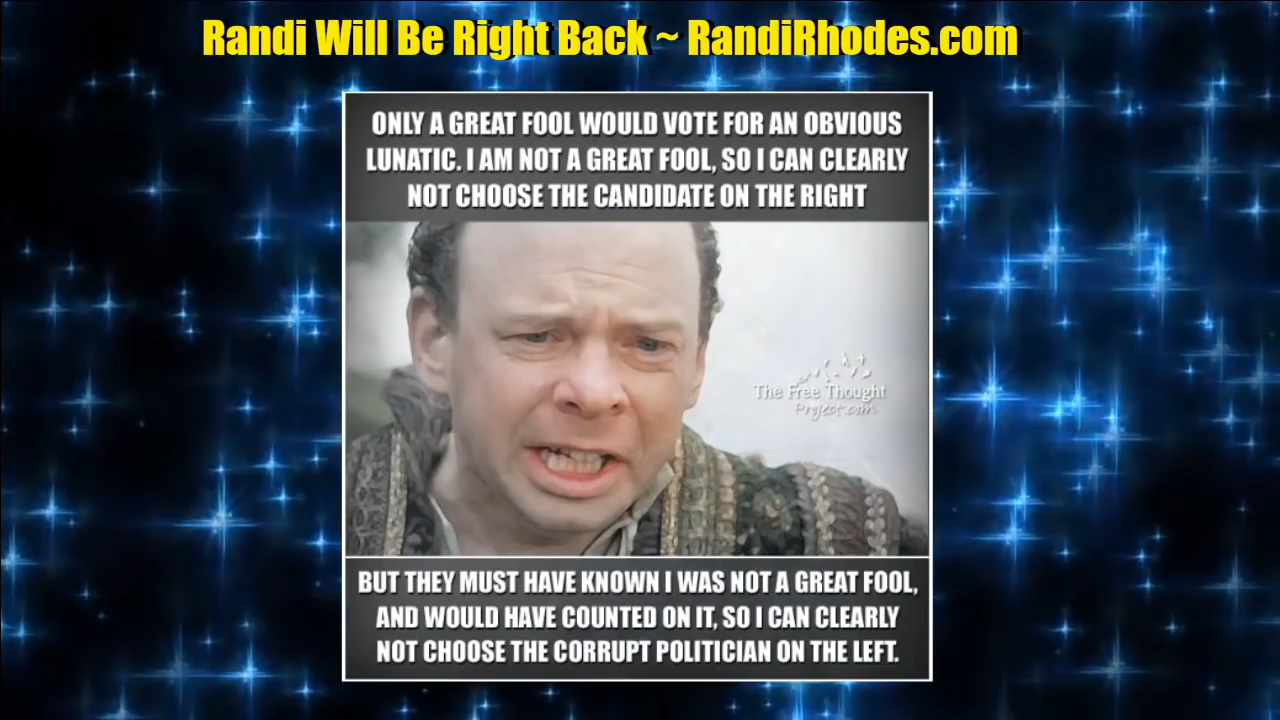 Randi Will Be Right Back ~ RandiRhodes.com
ONLY A GREAT FOOL WOULD VOTE FOR AN OBVIOUS
LUNATIC. I AM NOT A GREAT FOOL, SO I CAN CLEARLY
NOT CHOOSE THE CANDIDATE ON THE RIGHT
The Free Thought
Project.com
BUT THEY MUST HAVE KNOWN I WAS NOT A GREAT FOOL,
AND WOULD HAVE COUNTED ON IT, SO I CAN CLEARLY
NOT CHOOSE THE CORRUPT POLITICIAN ON THE LEFT.